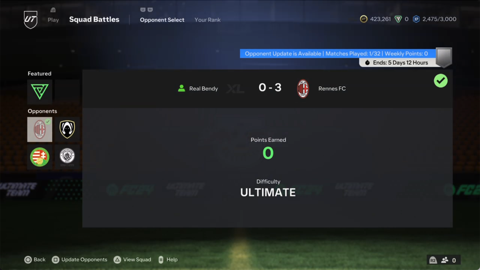 UT
Play
Squad Battles
Opponent Select
Your Rank
423,261
0
2,475/3,000
Opponent Update is Available | Matches Played: 1/32 | Weekly Points: 0
Ends: 5 Days 12 Hours
Featured
Real Bendy
XL
0 - 3
Rennes FC
Opponents
Points Earned
0
Difficulty
ULTIMATE
Back
Update Opponents
View Squad
Help
0